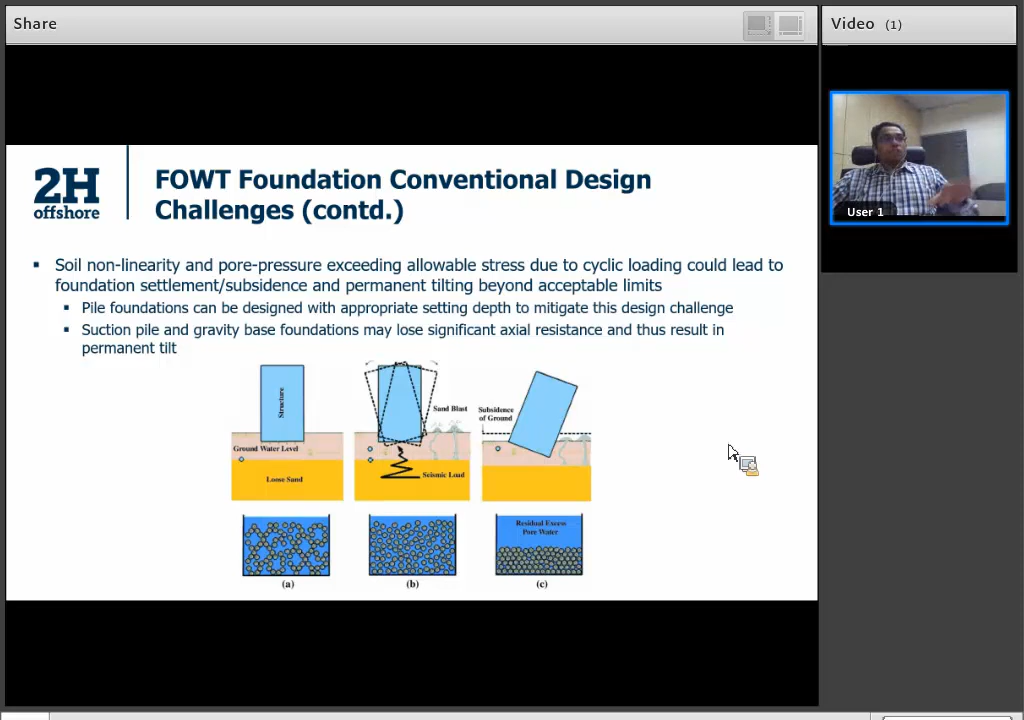 Share
Video (1)
User 1
2H
offshore
FOWT Foundation Conventional Design
Challenges (contd.)
▪ Soil non-linearity and pore-pressure exceeding allowable stress due to cyclic loading could lead to
foundation settlement/subsidence and permanent tilting beyond acceptable limits
▪ Pile foundations can be designed with appropriate setting depth to mitigate this design challenge
▪ Suction pile and gravity base foundations may lose significant axial resistance and thus result in
permanent tilt
Structure
Ground Water Level
Loose Sand
Sand Blast
Seismic Load
Subsidence
of Ground
Residual Excess
Pore Water
(a)
(b)
(c)